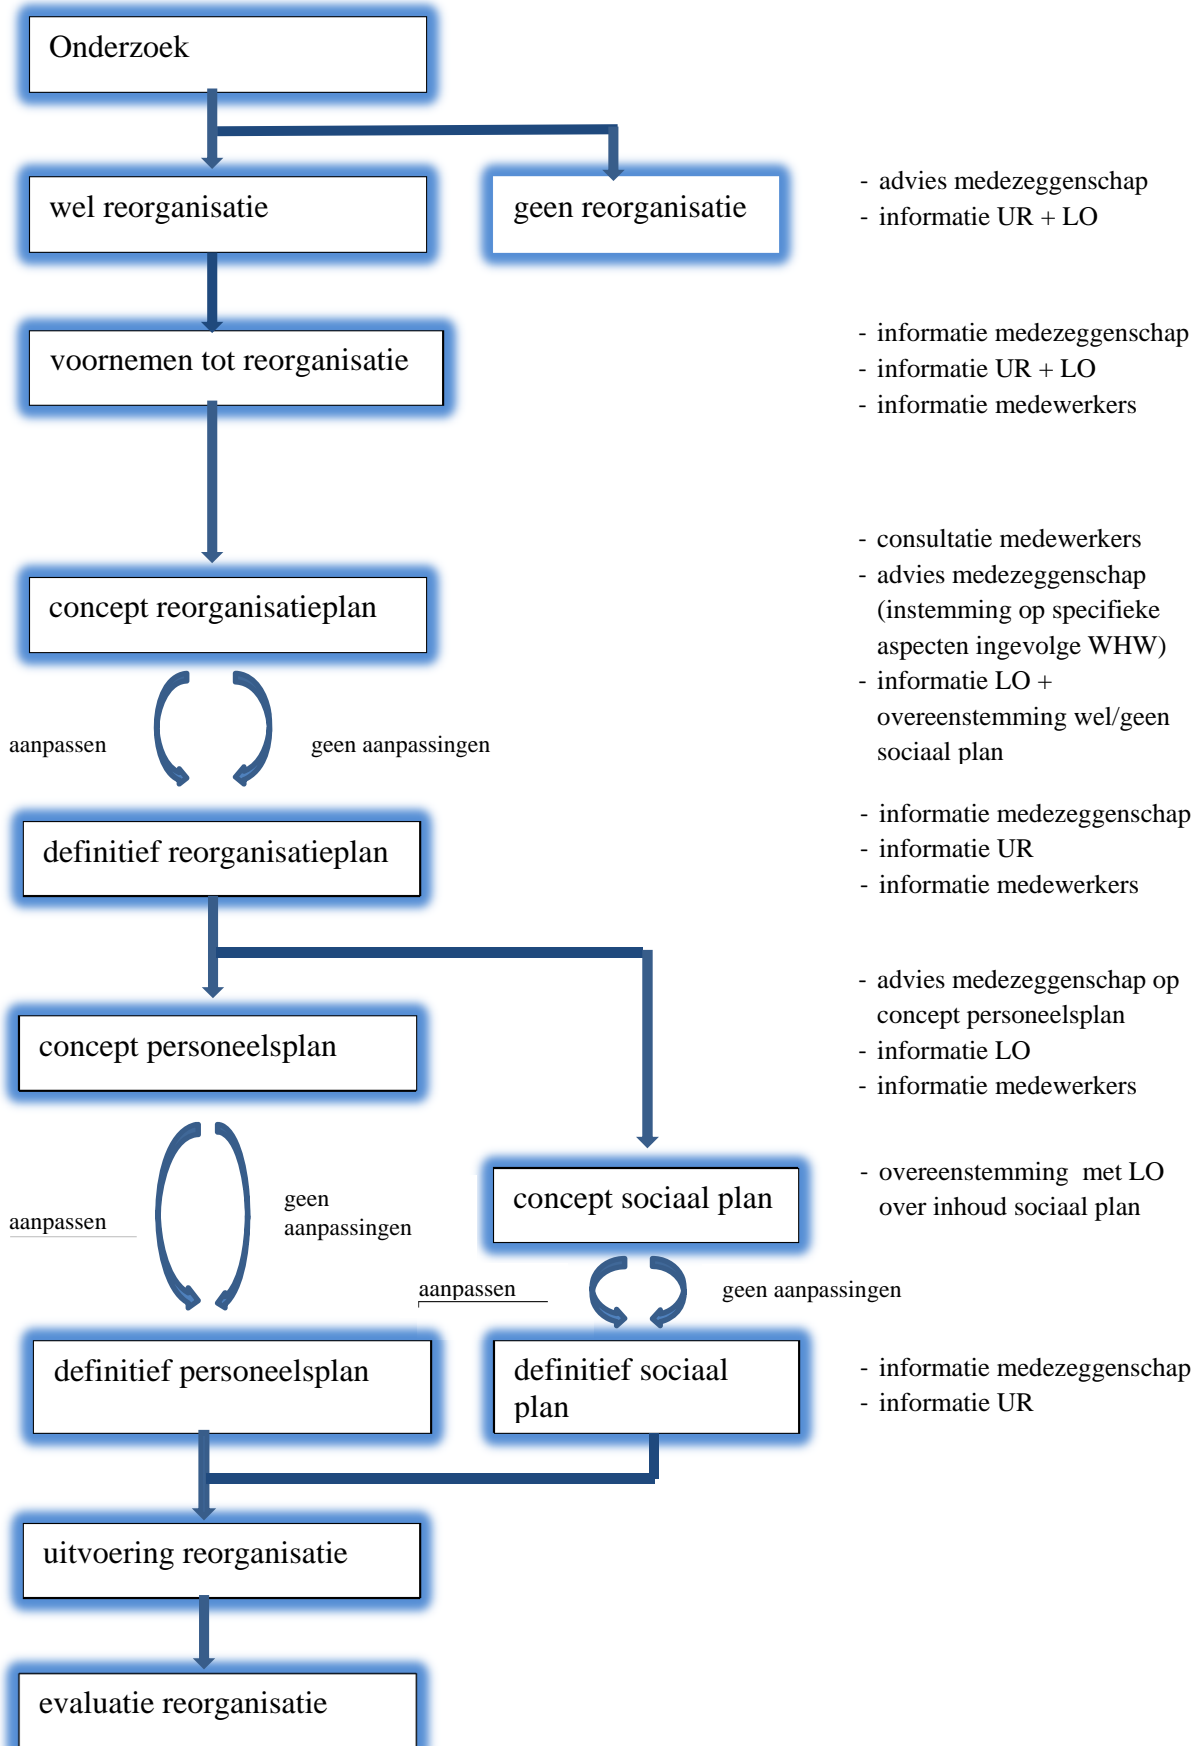 Onderzoek
wel reorganisatie
geen reorganisatie
- advies medezeggenschap
- informatie UR + LO
voornemen tot reorganisatie
- informatie medezeggenschap
- informatie UR + LO
- informatie medewerkers
concept reorganisatieplan
- consultatie medewerkers
- advies medezeggenschap
(instemming op specifieke
aspecten ingevolge WHW)
- informatie LO +
overeenstemming wel/geen
sociaal plan
aanpassen
geen aanpassingen
definitief reorganisatieplan
- informatie medezeggenschap
- informatie UR
- informatie medewerkers
concept personeelsplan
- advies medezeggenschap op
concept personeelsplan
- informatie LO
- informatie medewerkers
aanpassen
geen
aanpassingen
concept sociaal plan
- overeenstemming met LO
over inhoud sociaal plan
aanpassen
geen aanpassingen
definitief personeelsplan
definitief sociaal
plan
- informatie medezeggenschap
- informatie UR
uitvoering reorganisatie
evaluatie reorganisatie